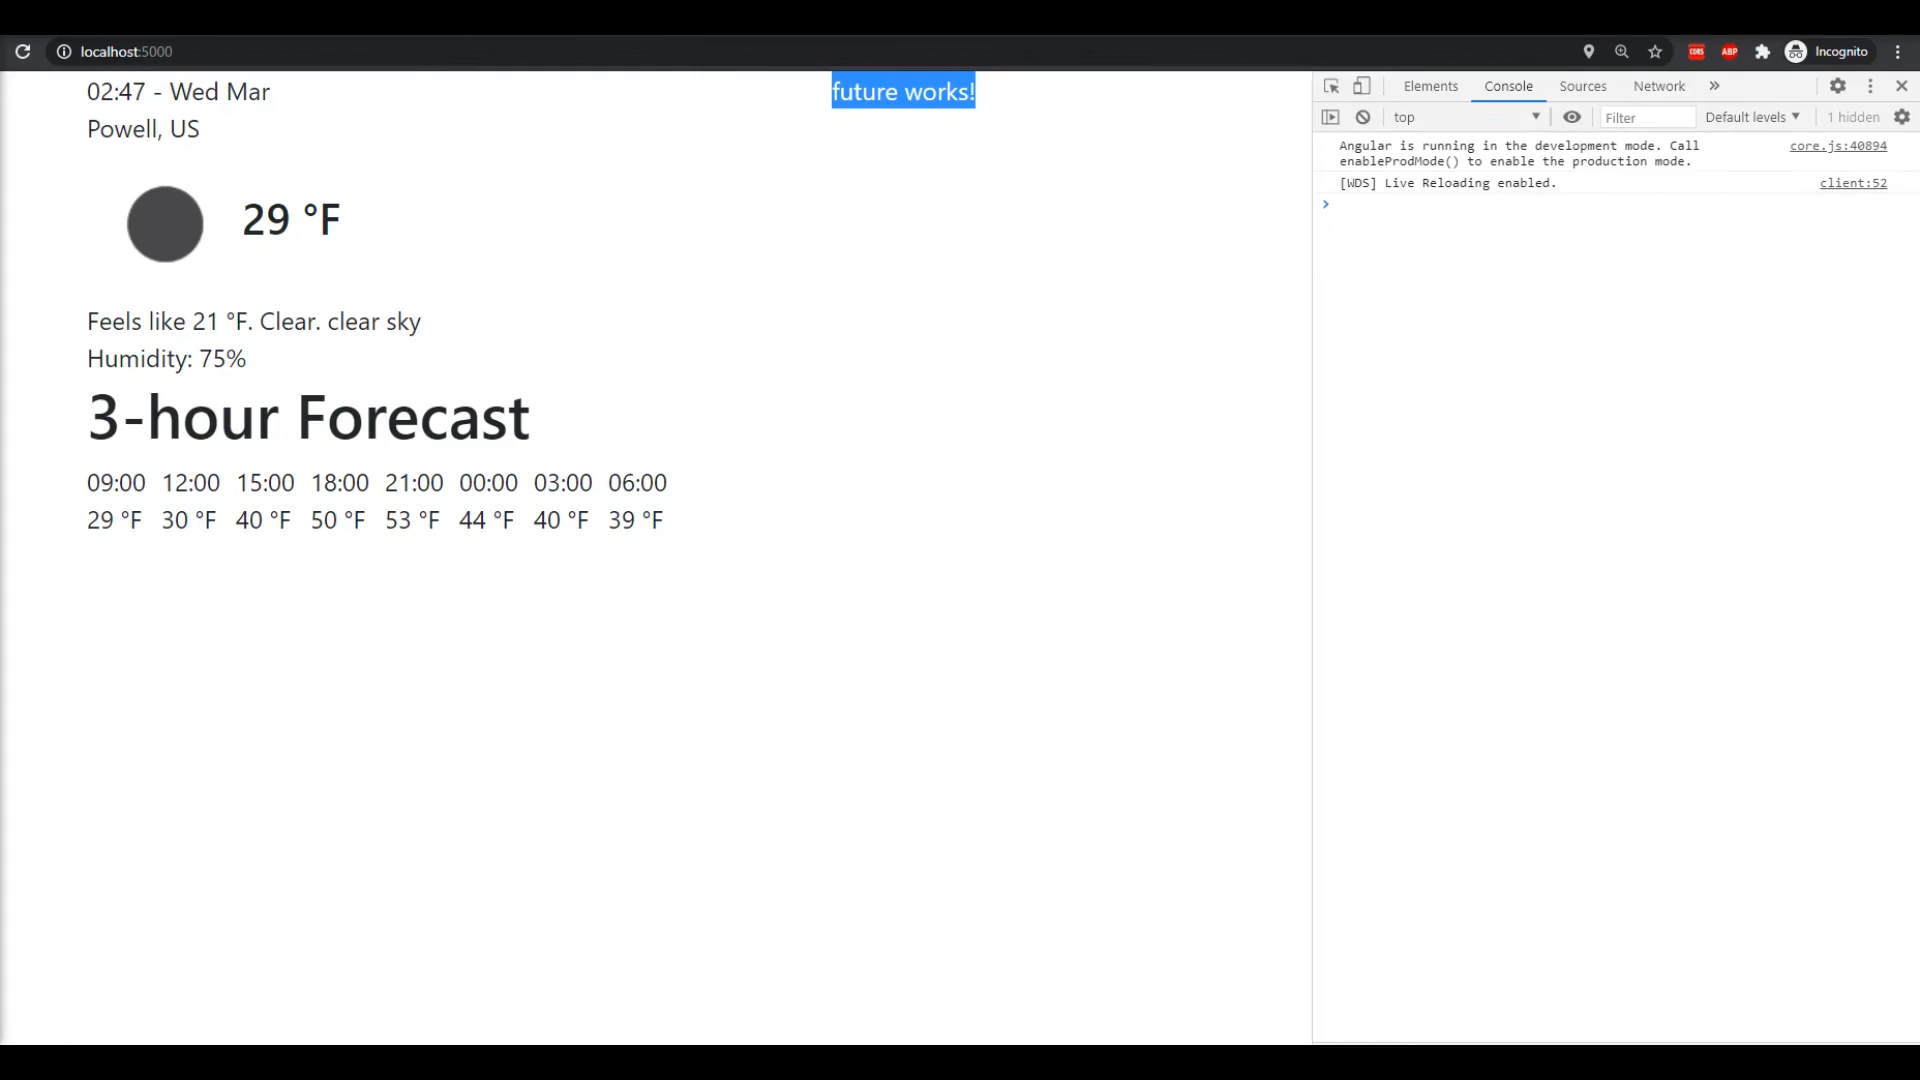 localhost:5000
Incognito
CORS
ABP
02:47 - Wed Mar
Powell, US
29 °F
Feels like 21 °F. Clear. clear sky
Humidity: 75%
3-hour Forecast
09:00 12:00 15:00 18:00 21:00 00:00 03:00 06:00
29 °F 30 °F 40 °F 50 °F 53 °F 44 °F 40 °F 39 °F
future works!
Elements Console Sources Network »
top Filter Default levels 1 hidden
Angular is running in the development mode. Call core.js:40894
enableProdMode() to enable the production mode.
[WDS] Live Reloading enabled. client:52